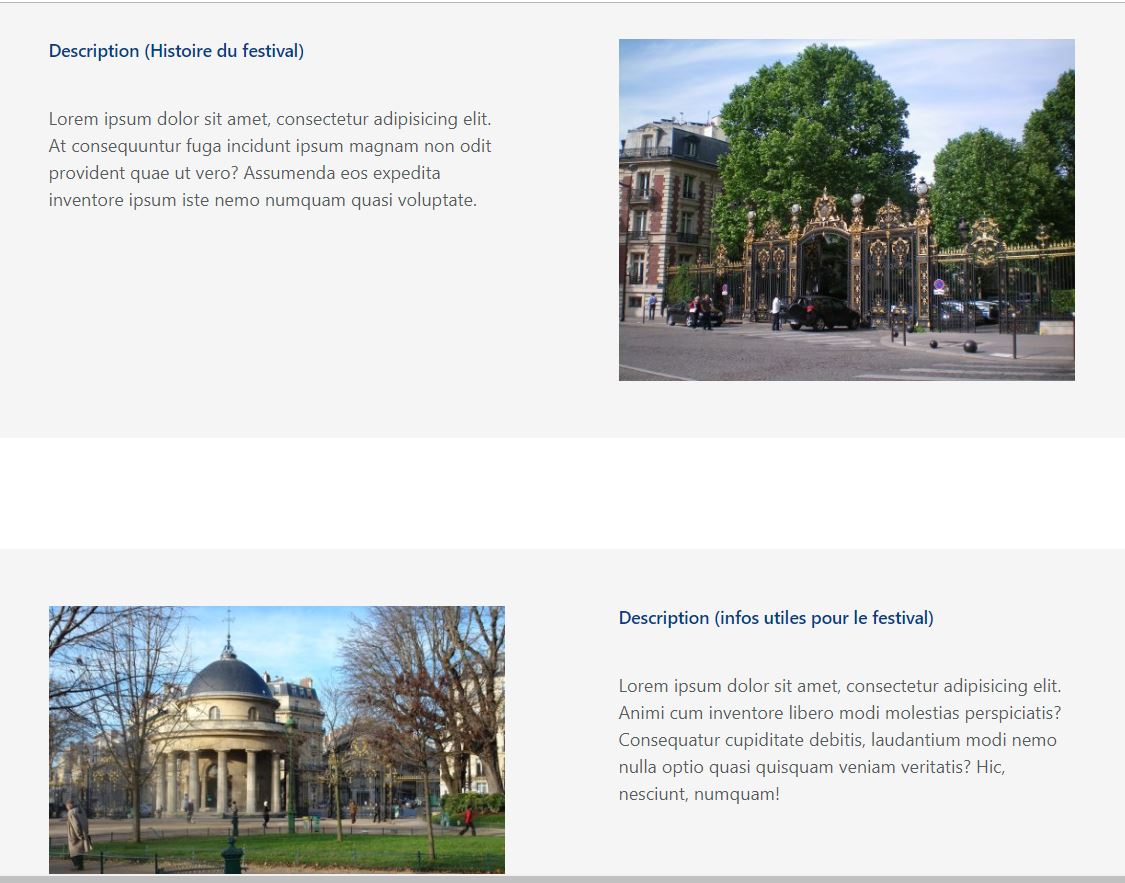 Description (Histoire du festival)
Lorem ipsum dolor sit amet, consectetur adipisicing elit.
At consequuntur fuga incidunt ipsum magnam non odit
provident quae ut vero? Assumenda eos expedita
inventore ipsum iste nemo numquam quasi voluptate.
Description (infos utiles pour le festival)
Lorem ipsum dolor sit amet, consectetur adipisicing elit.
Animi cum inventore libero modi molestias perspiciatis?
Consequatur cupiditate debitis, laudantium modi nemo
nulla optio quasi quisquam veniam veritatis? Hic,
nesciunt, numquam!